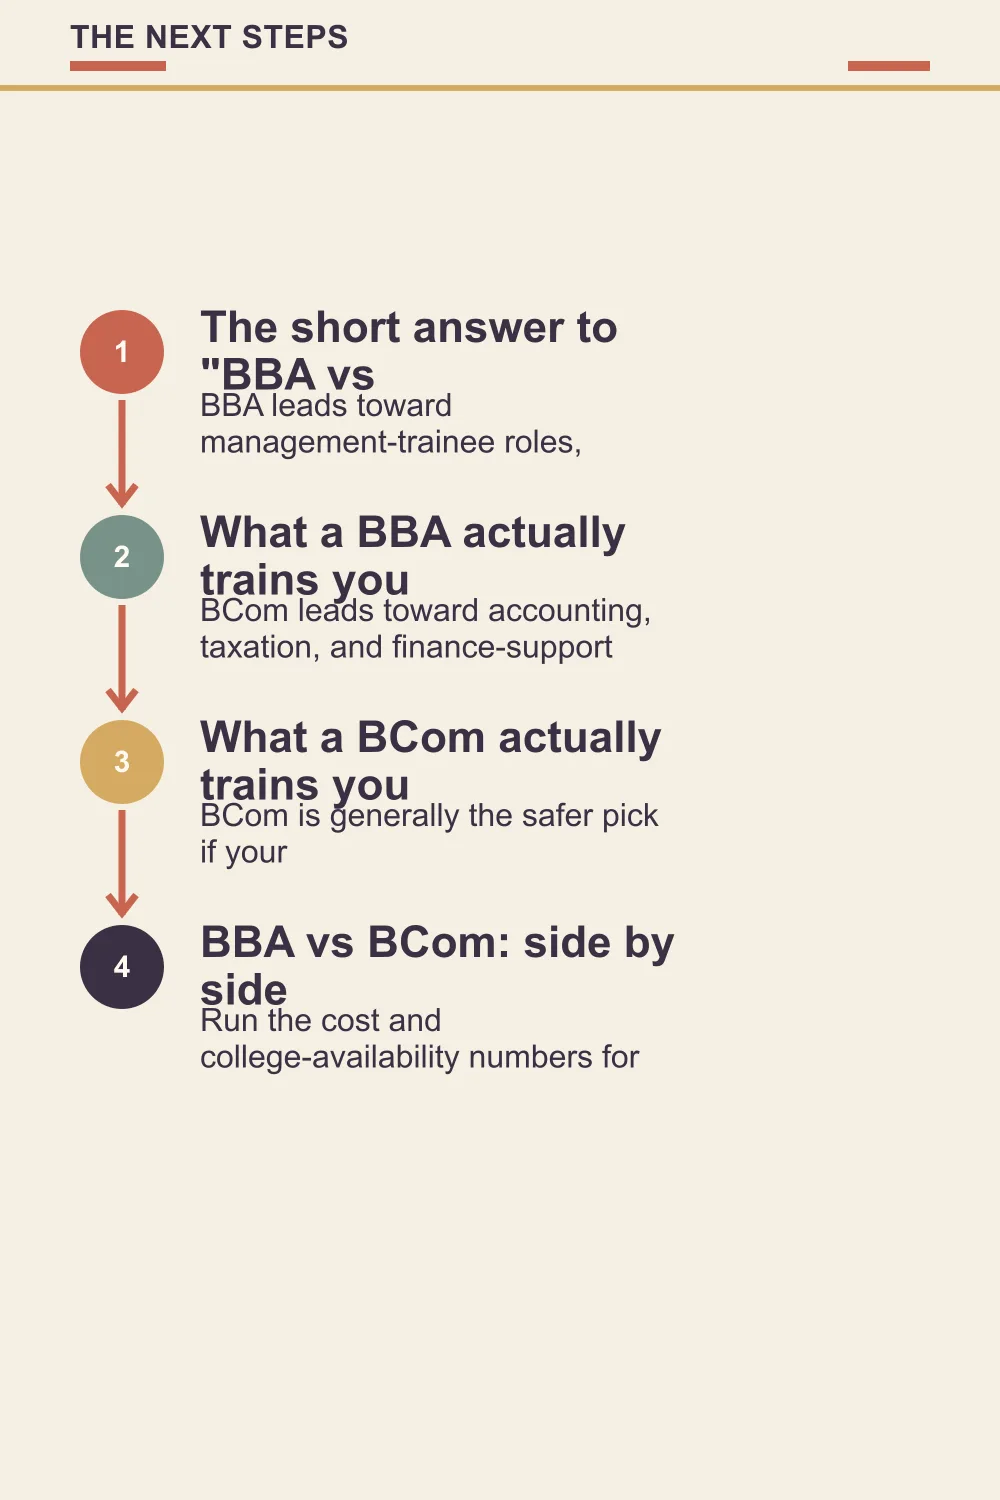 THE NEXT STEPS
1
The short answer to
"BBA vs
BBA leads toward
management-trainee roles,
2
What a BBA actually
trains you
BCom leads toward accounting,
taxation, and finance-support
3
What a BCom actually
trains you
BCom is generally the safer pick
if your
4
BBA vs BCom: side by
side
Run the cost and
college-availability numbers for